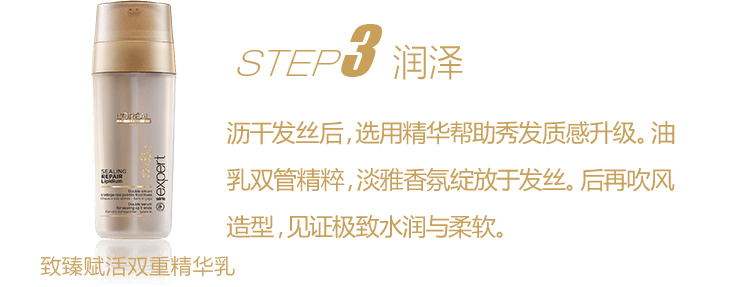 STEP3 润泽
沥干发丝后，选用精华帮助秀发质感升级。油
乳双管精粹，淡雅香氛绽放于发丝。后再吹风
造型，见证极致水润与柔软。
L'ORÉAL
SEALING
REPAIR
Lipidium
serie expert
致臻赋活双重精华乳